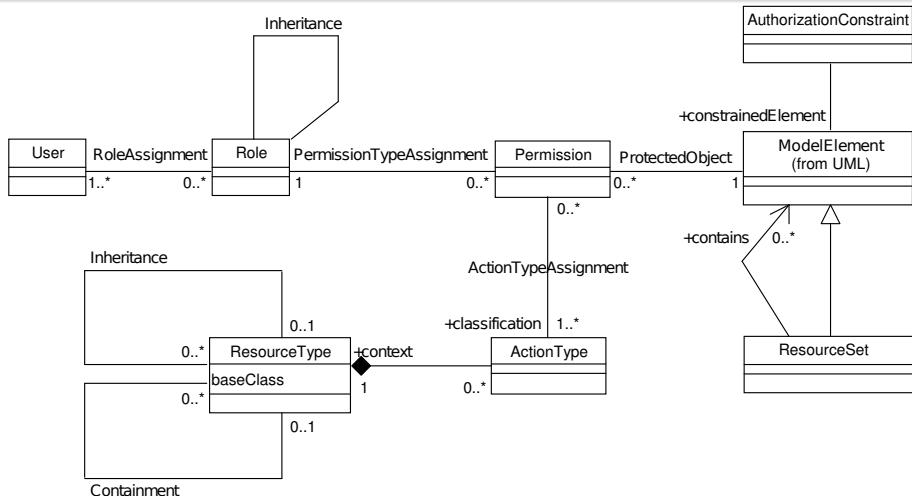 AuthorizationConstraint
Inheritance
+constrainedElement
User
RoleAssignment
1..*
0..*
Role
PermissionTypeAssignment
1
0..*
Permission
ProtectedObject
0..*
1
ModelElement
(from UML)
0..*
+contains
0..*
ActionTypeAssignment
Inheritance
+classification
1..*
0..1
0..*
ResourceType
baseClass
+context
1
0..*
ActionType
ResourceSet
0..*
0..1
Containment